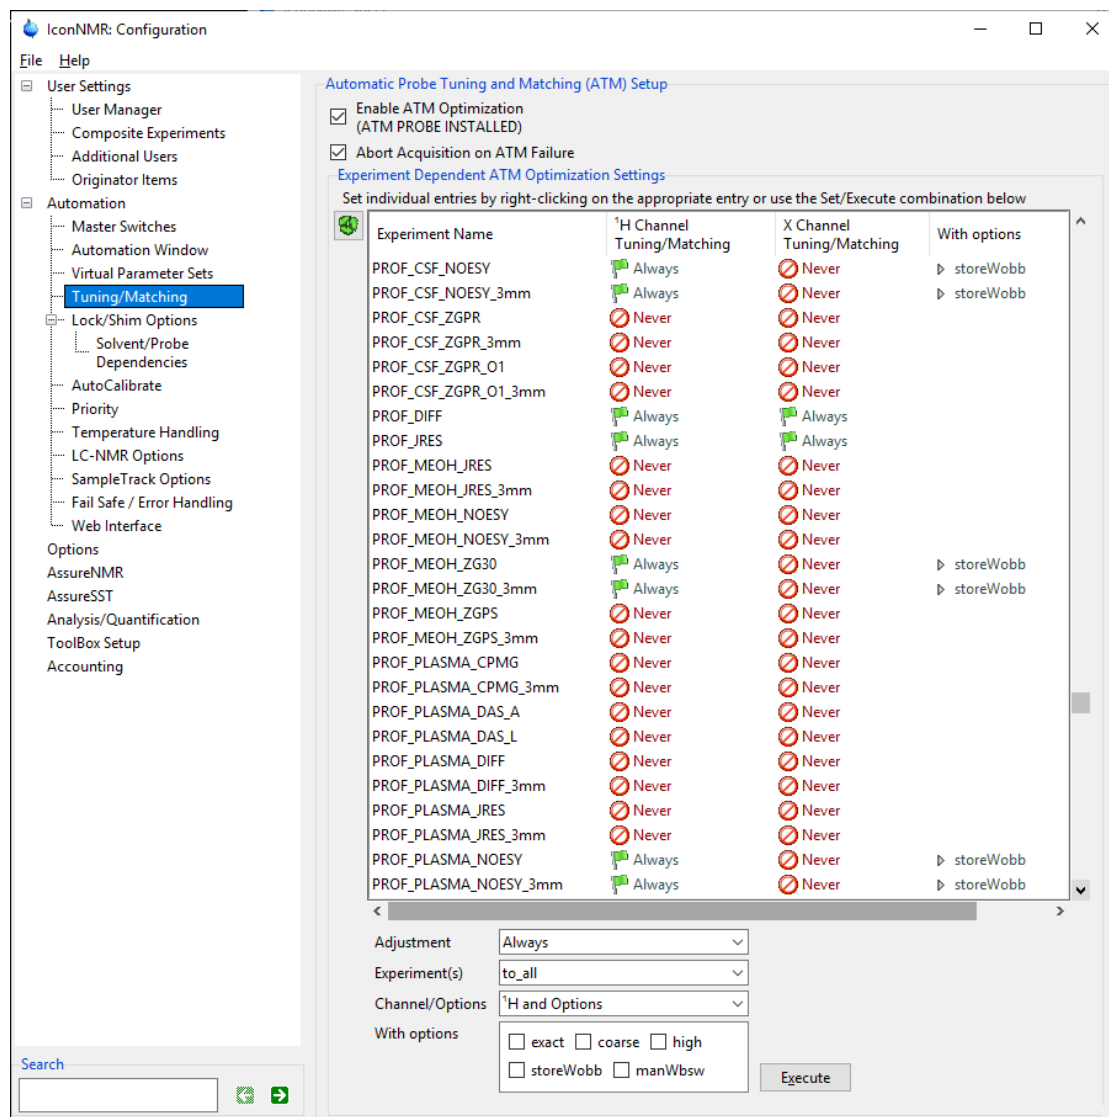 IconNMR: Configuration
File Help
User Settings
User Manager
Composite Experiments
Additional Users
Originator Items
Automation
Master Switches
Automation Window
Virtual Parameter Sets
Tuning/Matching
Lock/Shim Options
Solvent/Probe
Dependencies
AutoCalibrate
Priority
Temperature Handling
LC-NMR Options
SampleTrack Options
Fail Safe / Error Handling
Web Interface
Options
AssureNMR
AssureSST
Analysis/Quantification
ToolBox Setup
Accounting
Search
Automatic Probe Tuning and Matching (ATM) Setup
Enable ATM Optimization
(ATM PROBE INSTALLED)
Abort Acquisition on ATM Failure
Experiment Dependent ATM Optimization Settings
Set individual entries by right-clicking on the appropriate entry or use the Set/Execute combination below
Experiment Name ¹H Channel Tuning/Matching X Channel Tuning/Matching With options
PROF_CSF_NOESY Always Never storeWobb
PROF_CSF_NOESY_3mm Always Never storeWobb
PROF_CSF_ZGPR Never Never
PROF_CSF_ZGPR_3mm Never Never
PROF_CSF_ZGPR_O1 Never Never
PROF_CSF_ZGPR_O1_3mm Never Never
PROF_DIFF Always Always
PROF_JRES Always Always
PROF_MEOH_JRES Never Never
PROF_MEOH_JRES_3mm Never Never
PROF_MEOH_NOESY Never Never
PROF_MEOH_NOESY_3mm Never Never
PROF_MEOH_ZG30 Always Never storeWobb
PROF_MEOH_ZG30_3mm Always Never storeWobb
PROF_MEOH_ZGPS Never Never
PROF_MEOH_ZGPS_3mm Never Never
PROF_PLASMA_CPMG Never Never
PROF_PLASMA_CPMG_3mm Never Never
PROF_PLASMA_DAS_A Never Never
PROF_PLASMA_DAS_L Never Never
PROF_PLASMA_DIFF Never Never
PROF_PLASMA_DIFF_3mm Never Never
PROF_PLASMA_JRES Never Never
PROF_PLASMA_JRES_3mm Never Never
PROF_PLASMA_NOESY Always Never storeWobb
PROF_PLASMA_NOESY_3mm Always Never storeWobb
Adjustment Always
Experiment(s) to_all
Channel/Options ¹H and Options
With options exact coarse high
storeWobb manWbsw
Execute